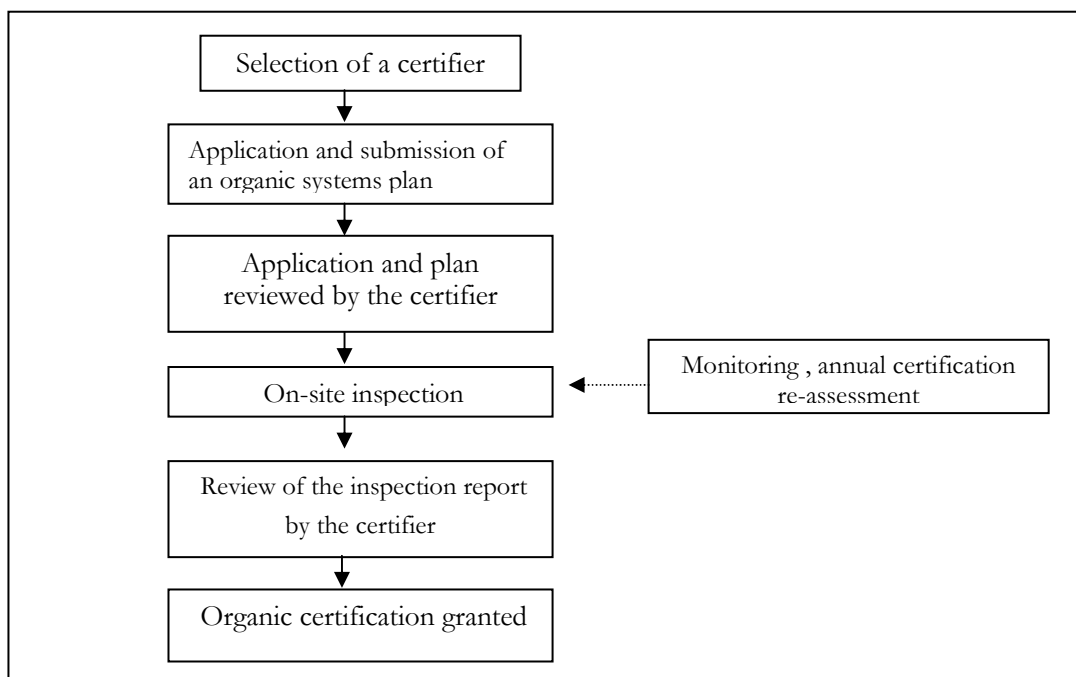 Selection of a certifier
Application and submission of
an organic systems plan
Application and plan
reviewed by the certifier
On-site inspection
Monitoring , annual certification
re-assessment
Review of the inspection report
by the certifier
Organic certification granted